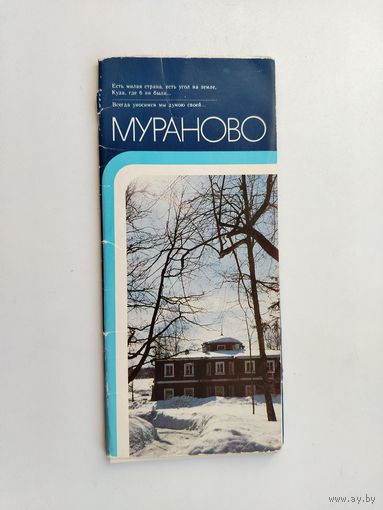 Есть милая страна, есть угол на земле,
Куда, где б ни были...
Всегда уносимся мы думою своей...
МУРАНОВО
www.ay.by